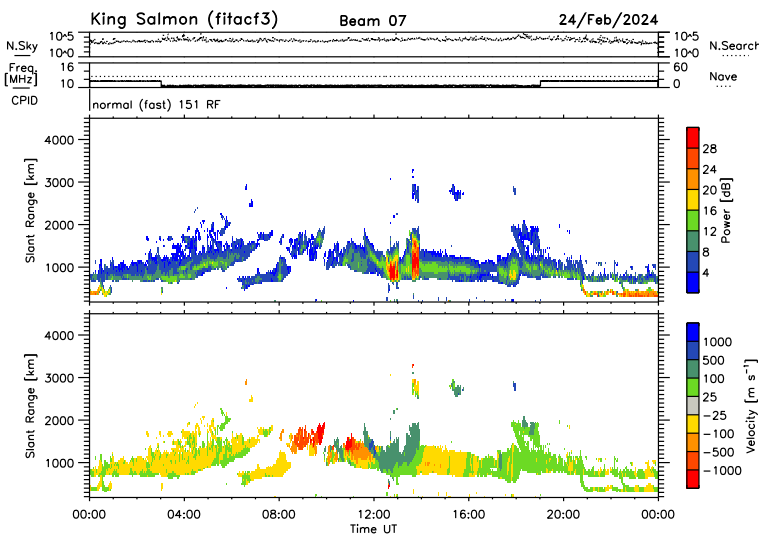 King Salmon (fitacf3) Beam 07 24/Feb/2024
N.Sky 10^5 10^0 10^5 10^0 N.Search
Freq. [MHz] 16 10 60 0 Nave
CPID normal (fast) 151 RF
Slant Range [km] 4000 3000 2000 1000
28 24 20 16 12 8 4 Power [dB]
Slant Range [km] 4000 3000 2000 1000
1000 500 100 25 −25 −100 −500 −1000 Velocity [m s⁻¹]
00:00 04:00 08:00 12:00 16:00 20:00 00:00
Time UT